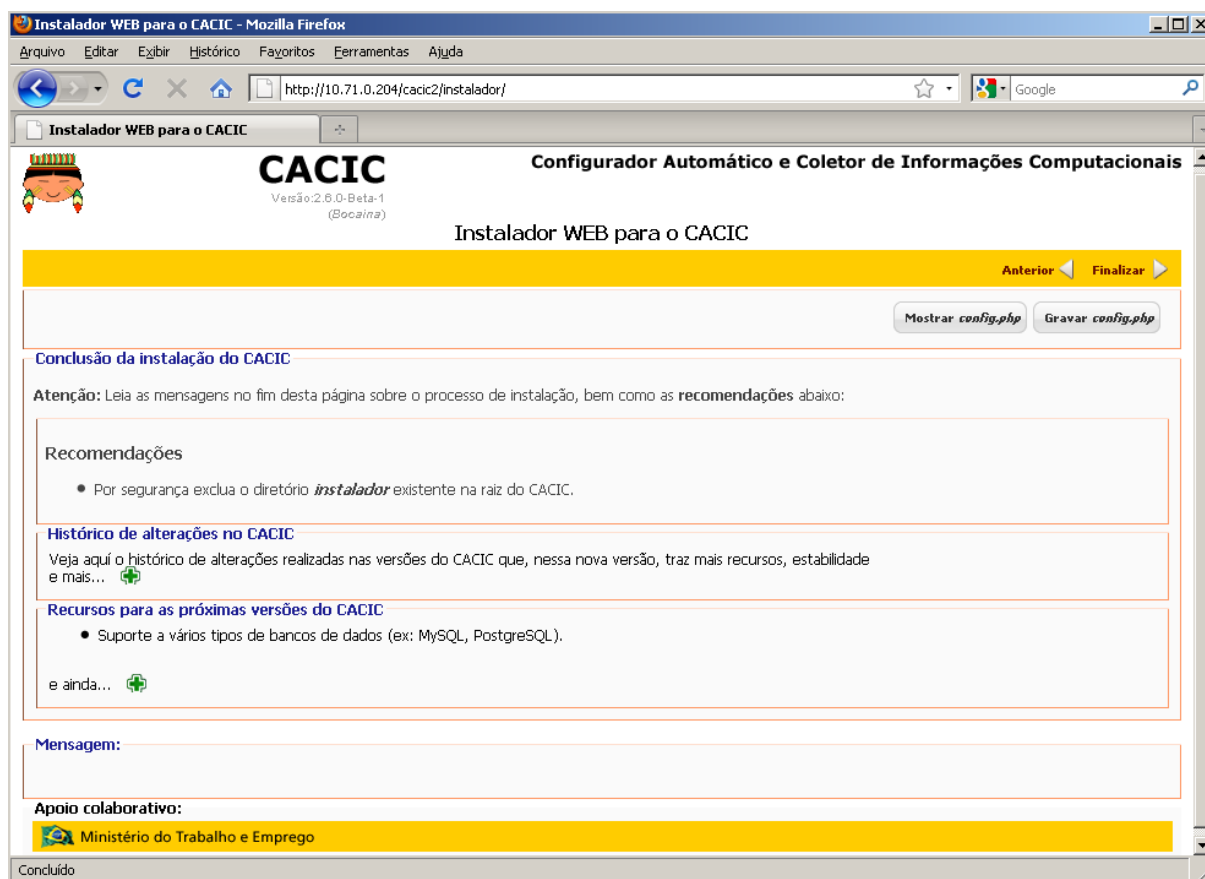 Instalador WEB para o CACIC - Mozilla Firefox
Arquivo Editar Exibir Histórico Favoritos Ferramentas Ajuda
http://10.71.0.204/cacic2/instalador/
Google
Instalador WEB para o CACIC
CACIC
Configurador Automático e Coletor de Informações Computacionais
Versão:2.6.0-Beta-1
(Bocaina)
Instalador WEB para o CACIC
Anterior Finalizar
Mostrar config.php Gravar config.php
Conclusão da instalação do CACIC
Atenção: Leia as mensagens no fim desta página sobre o processo de instalação, bem como as recomendações abaixo:
Recomendações
• Por segurança exclua o diretório instalador existente na raiz do CACIC.
Histórico de alterações no CACIC
Veja aquí o histórico de alterações realizadas nas versões do CACIC que, nessa nova versão, traz mais recursos, estabilidade
e mais...
Recursos para as próximas versões do CACIC
• Suporte a vários tipos de bancos de dados (ex: MySQL, PostgreSQL).
e ainda...
Mensagem:
Apoio colaborativo:
Ministério do Trabalho e Emprego
Concluído